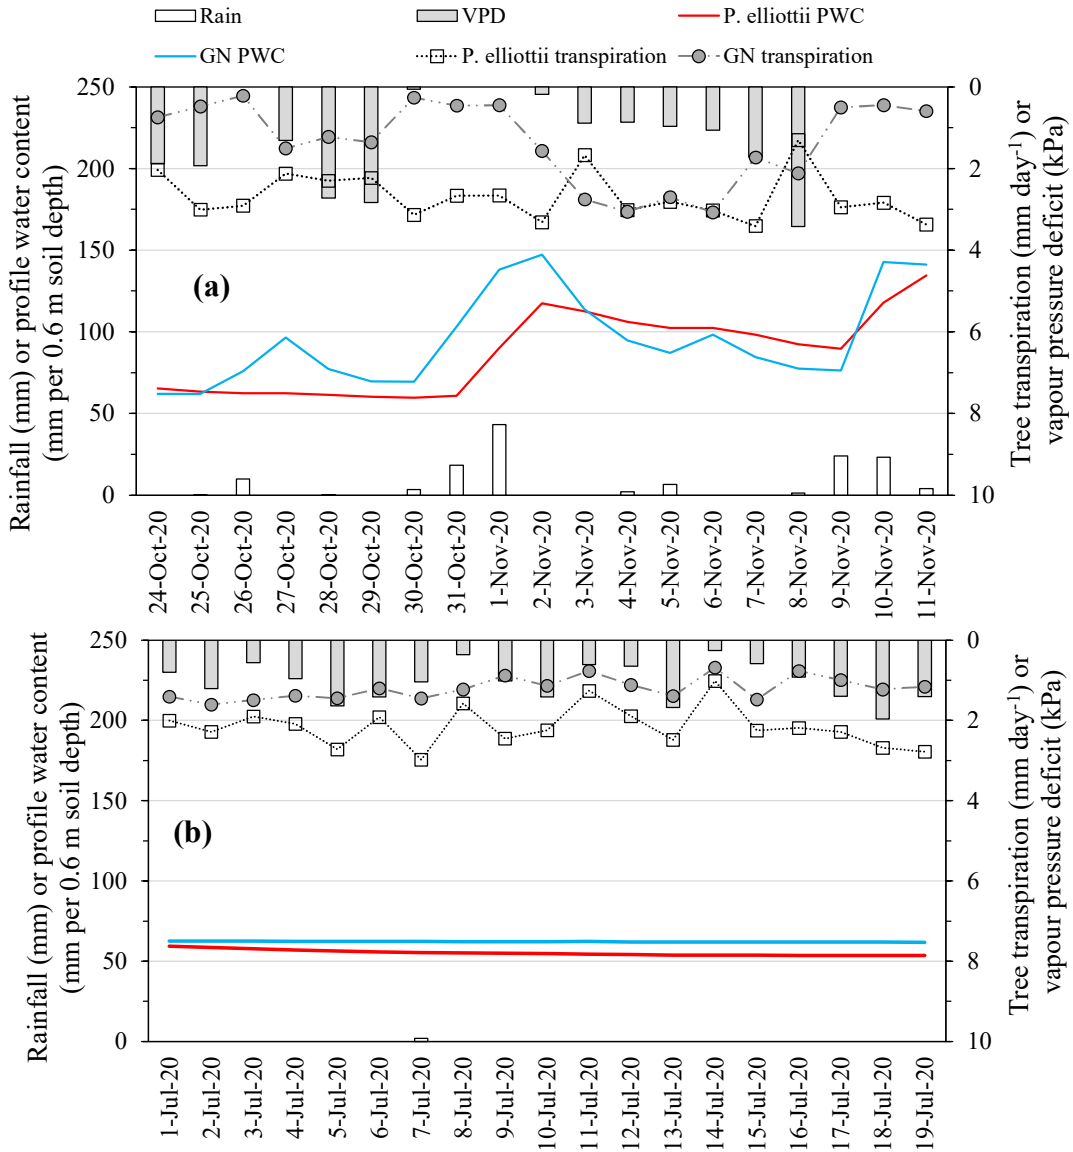 Rain VPD P. elliottii PWC
GN PWC P. elliottii transpiration GN transpiration
Rainfall (mm) or profile water content
(mm per 0.6 m soil depth)
250
200
150
100
50
0
(a)
0
2
4
6
8
10
Tree transpiration (mm day⁻¹) or
vapour pressure deficit (kPa)
24-Oct-20
25-Oct-20
26-Oct-20
27-Oct-20
28-Oct-20
29-Oct-20
30-Oct-20
31-Oct-20
1-Nov-20
2-Nov-20
3-Nov-20
4-Nov-20
5-Nov-20
6-Nov-20
7-Nov-20
8-Nov-20
9-Nov-20
10-Nov-20
11-Nov-20
Rainfall (mm) or profile water content
(mm per 0.6 m soil depth)
250
200
150
100
50
0
(b)
0
2
4
6
8
10
Tree transpiration (mm day⁻¹) or
vapour pressure deficit (kPa)
1-Jul-20
2-Jul-20
3-Jul-20
4-Jul-20
5-Jul-20
6-Jul-20
7-Jul-20
8-Jul-20
9-Jul-20
10-Jul-20
11-Jul-20
12-Jul-20
13-Jul-20
14-Jul-20
15-Jul-20
16-Jul-20
17-Jul-20
18-Jul-20
19-Jul-20